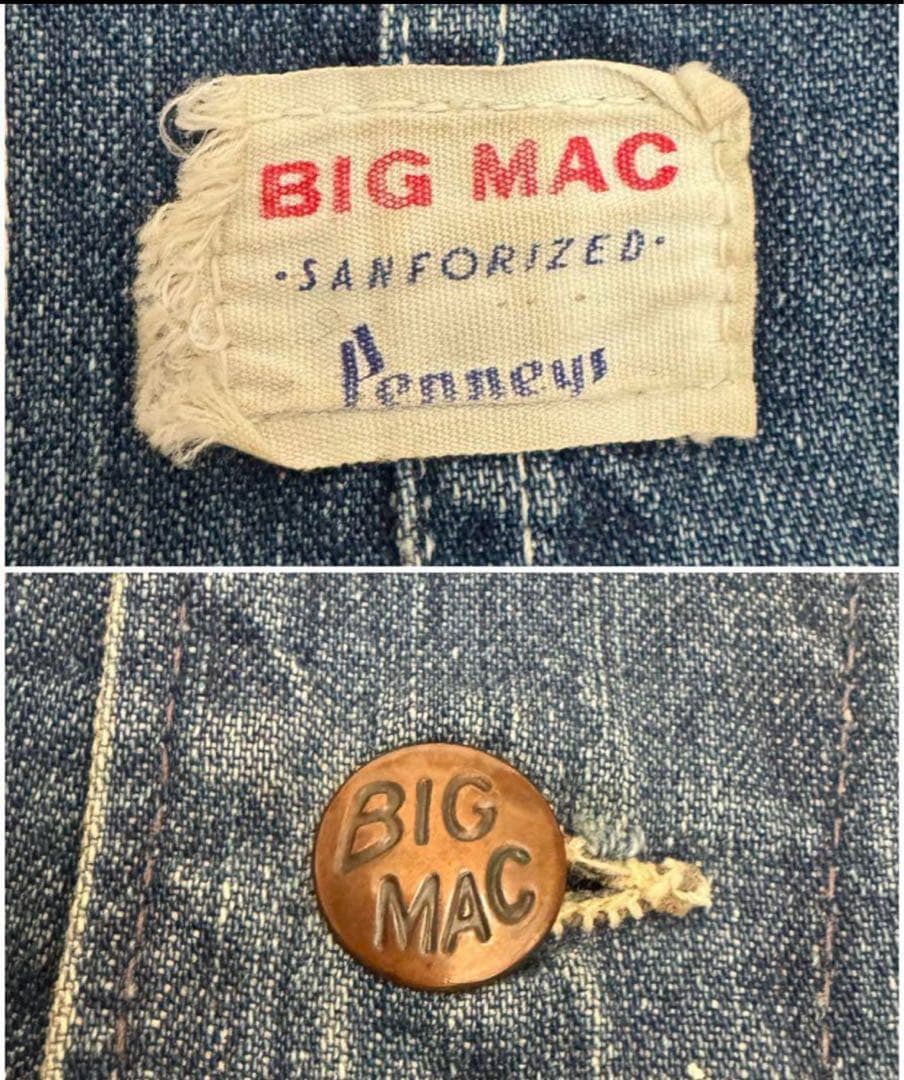 BIG MAC
·SANFORIZED·
Penneys
BIG
MAC